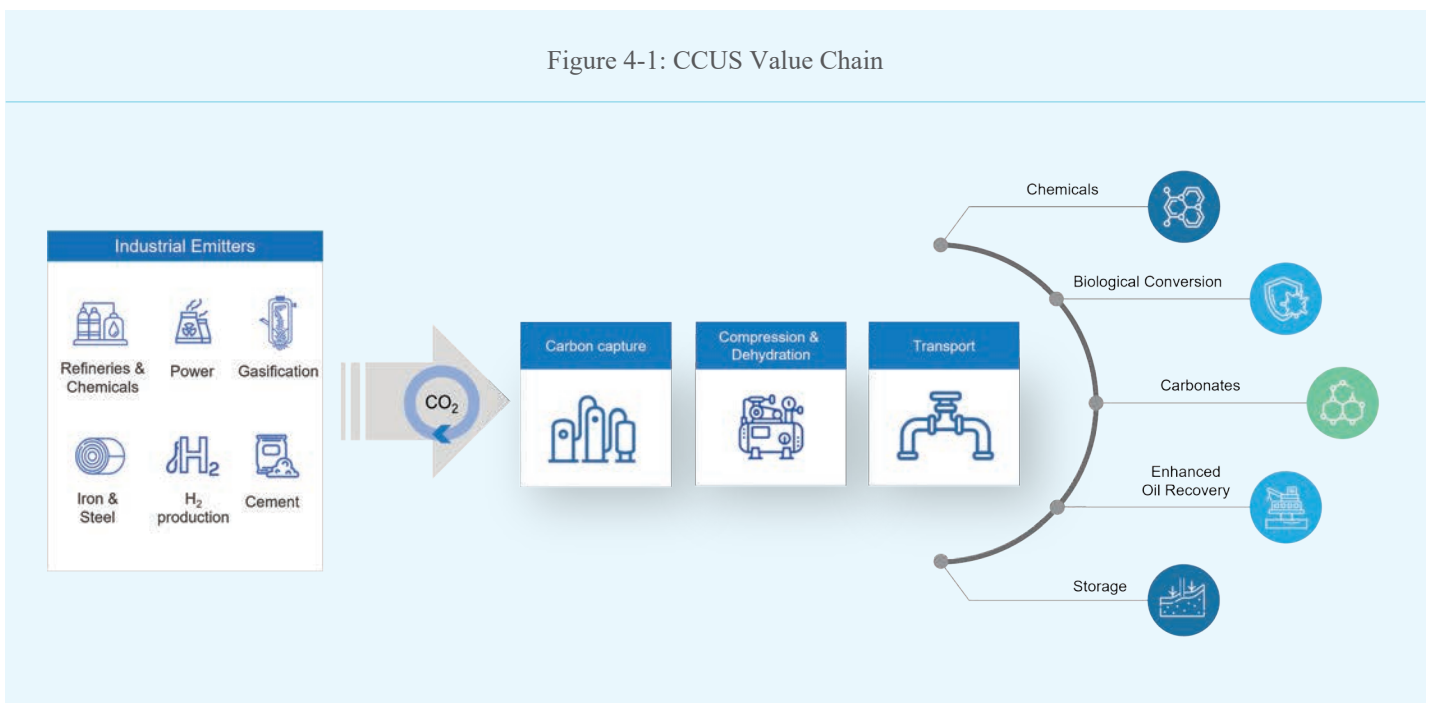 Figure 4-1: CCUS Value Chain
Industrial Emitters
Refineries &
Chemicals
Power
Gasification
Iron &
Steel
H₂
H₂
production
Cement
CO₂
Carbon capture
Compression &
Dehydration
Transport
Chemicals
Biological Conversion
Carbonates
Enhanced
Oil Recovery
Storage